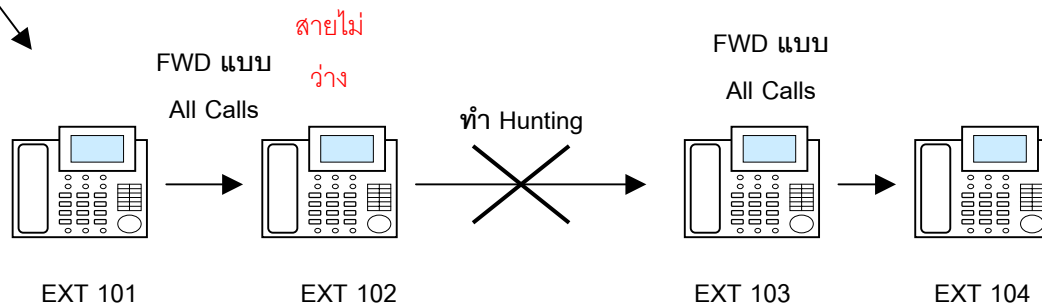 สายไม่
ว่าง
FWD แบบ
All Calls
FWD แบบ
All Calls
ทำ Hunting
EXT 101
EXT 102
EXT 103
EXT 104